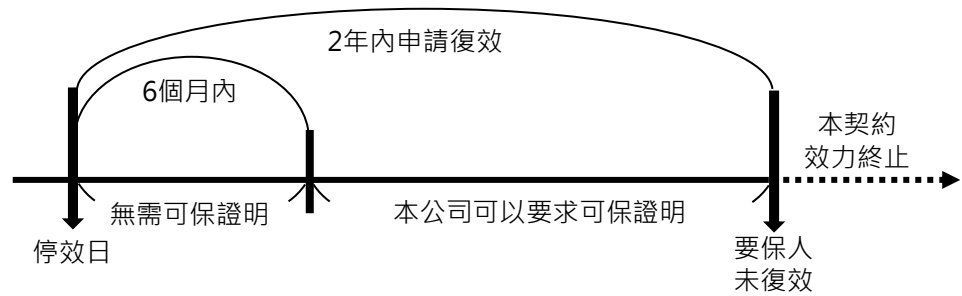 2年內申請復效
6個月內
本契約
效力終止
無需可保證明
本公司可以要求可保證明
停效日
要保人
未復效